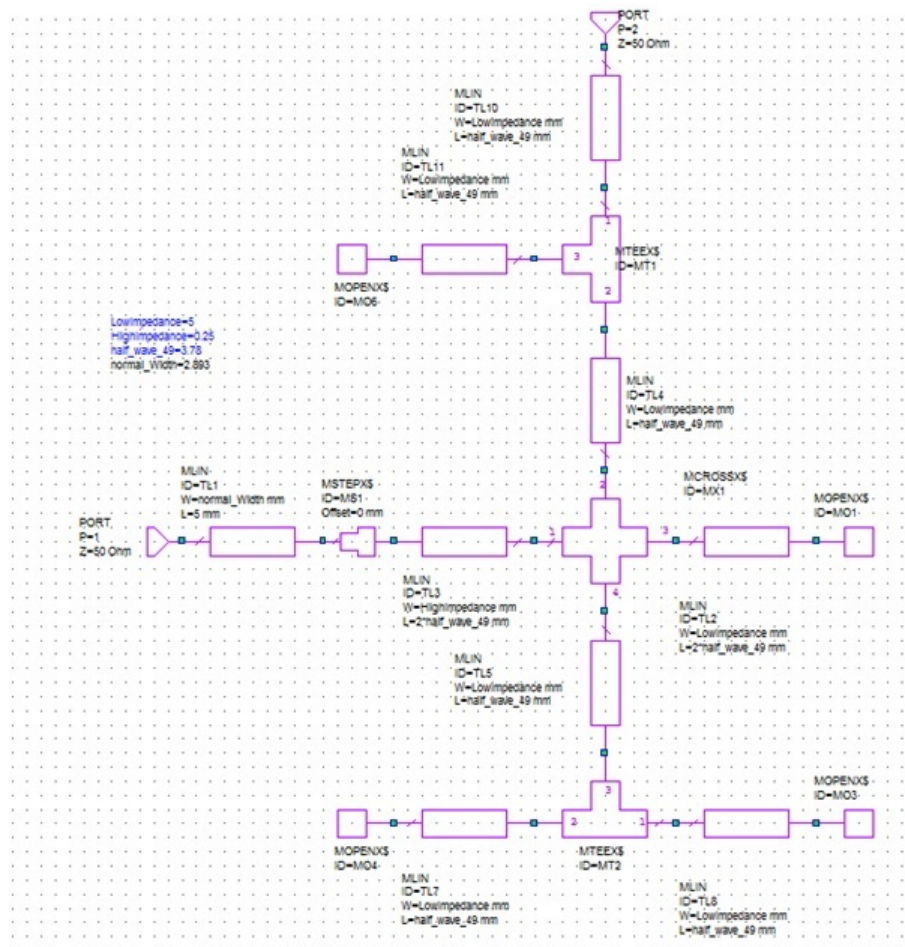 PORT
P=2
Z=50 Ohm
MLIN
ID=TL10
W=LowImpedance mm
L=half_wave_49 mm
MLIN
ID=TL11
W=LowImpedance mm
L=half_wave_49 mm
1
3
2
MTEEX$
ID=MT1
MOPENX$
ID=MO6
LowImpedance=5
HighImpedance=0.25
half_wave_49=3.78
normal_Width=2.893
MLIN
ID=TL4
W=LowImpedance mm
L=half_wave_49 mm
MLIN
ID=TL1
W=normal_Width mm
L=5 mm
MSTEPX$
ID=MS1
Offset=0 mm
2
MCROSSX$
ID=MX1
MOPENX$
ID=MO1
PORT
P=1
Z=50 Ohm
1
3
4
MLIN
ID=TL3
W=HighImpedance mm
L=2*half_wave_49 mm
MLIN
ID=TL2
W=LowImpedance mm
L=2*half_wave_49 mm
MLIN
ID=TL5
W=LowImpedance mm
L=half_wave_49 mm
3
2
1
MOPENX$
ID=MO3
MOPENX$
ID=MO4
MTEEX$
ID=MT2
MLIN
ID=TL7
W=LowImpedance mm
L=half_wave_49 mm
MLIN
ID=TL8
W=LowImpedance mm
L=half_wave_49 mm